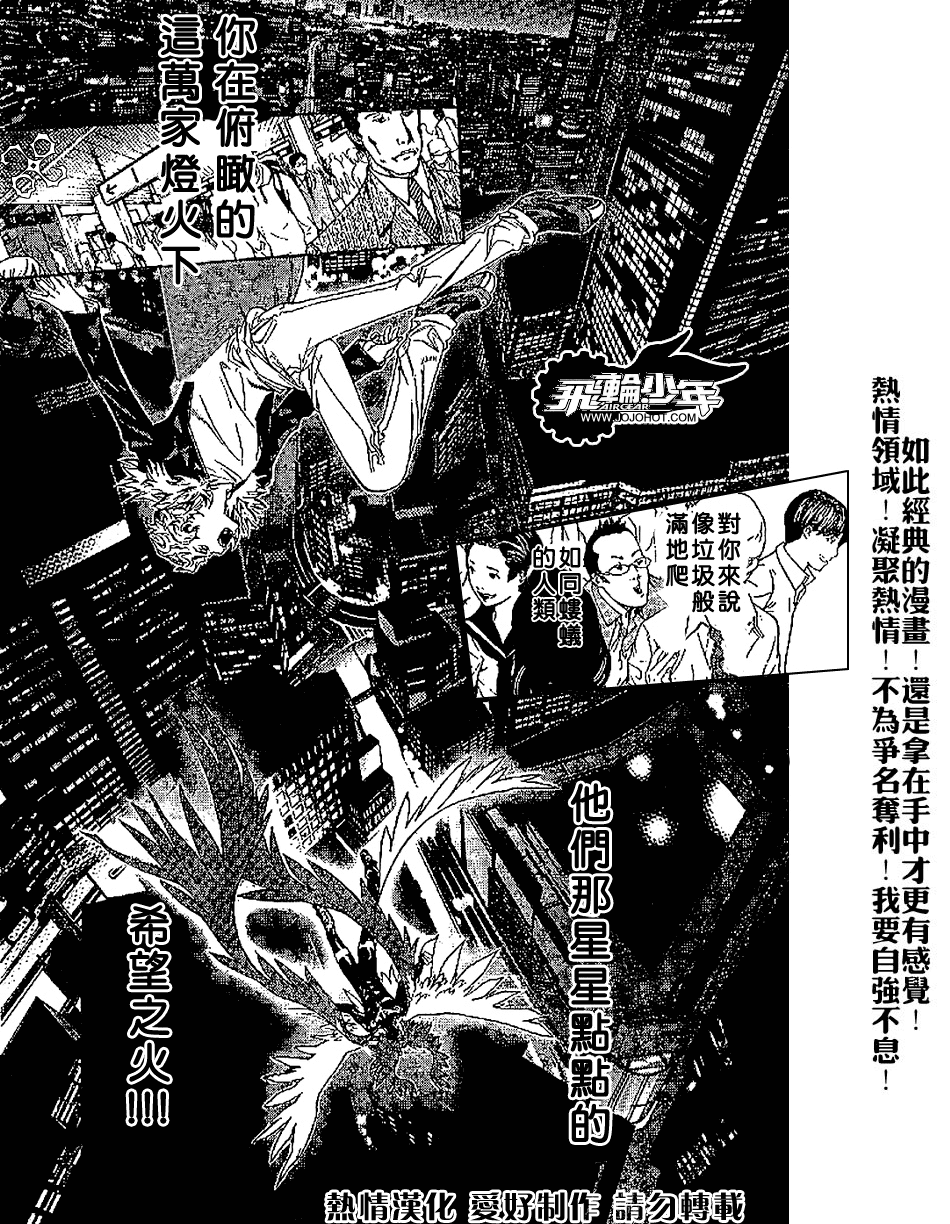 你在俯瞰的
這萬家燈火下
飛輪少年
AIRGEAR
WWW.JOJOHOT.COM
對你來說
像垃圾般
滿地爬
如同螻蟻
的人類
他們那星星點點的
希望之火!!!
如此經典的漫畫！還是拿在手中才更有感覺！
熱情領域！凝聚熱情！不為爭名奪利！我要自強不息！
熱情漢化 愛好制作 請勿轉載